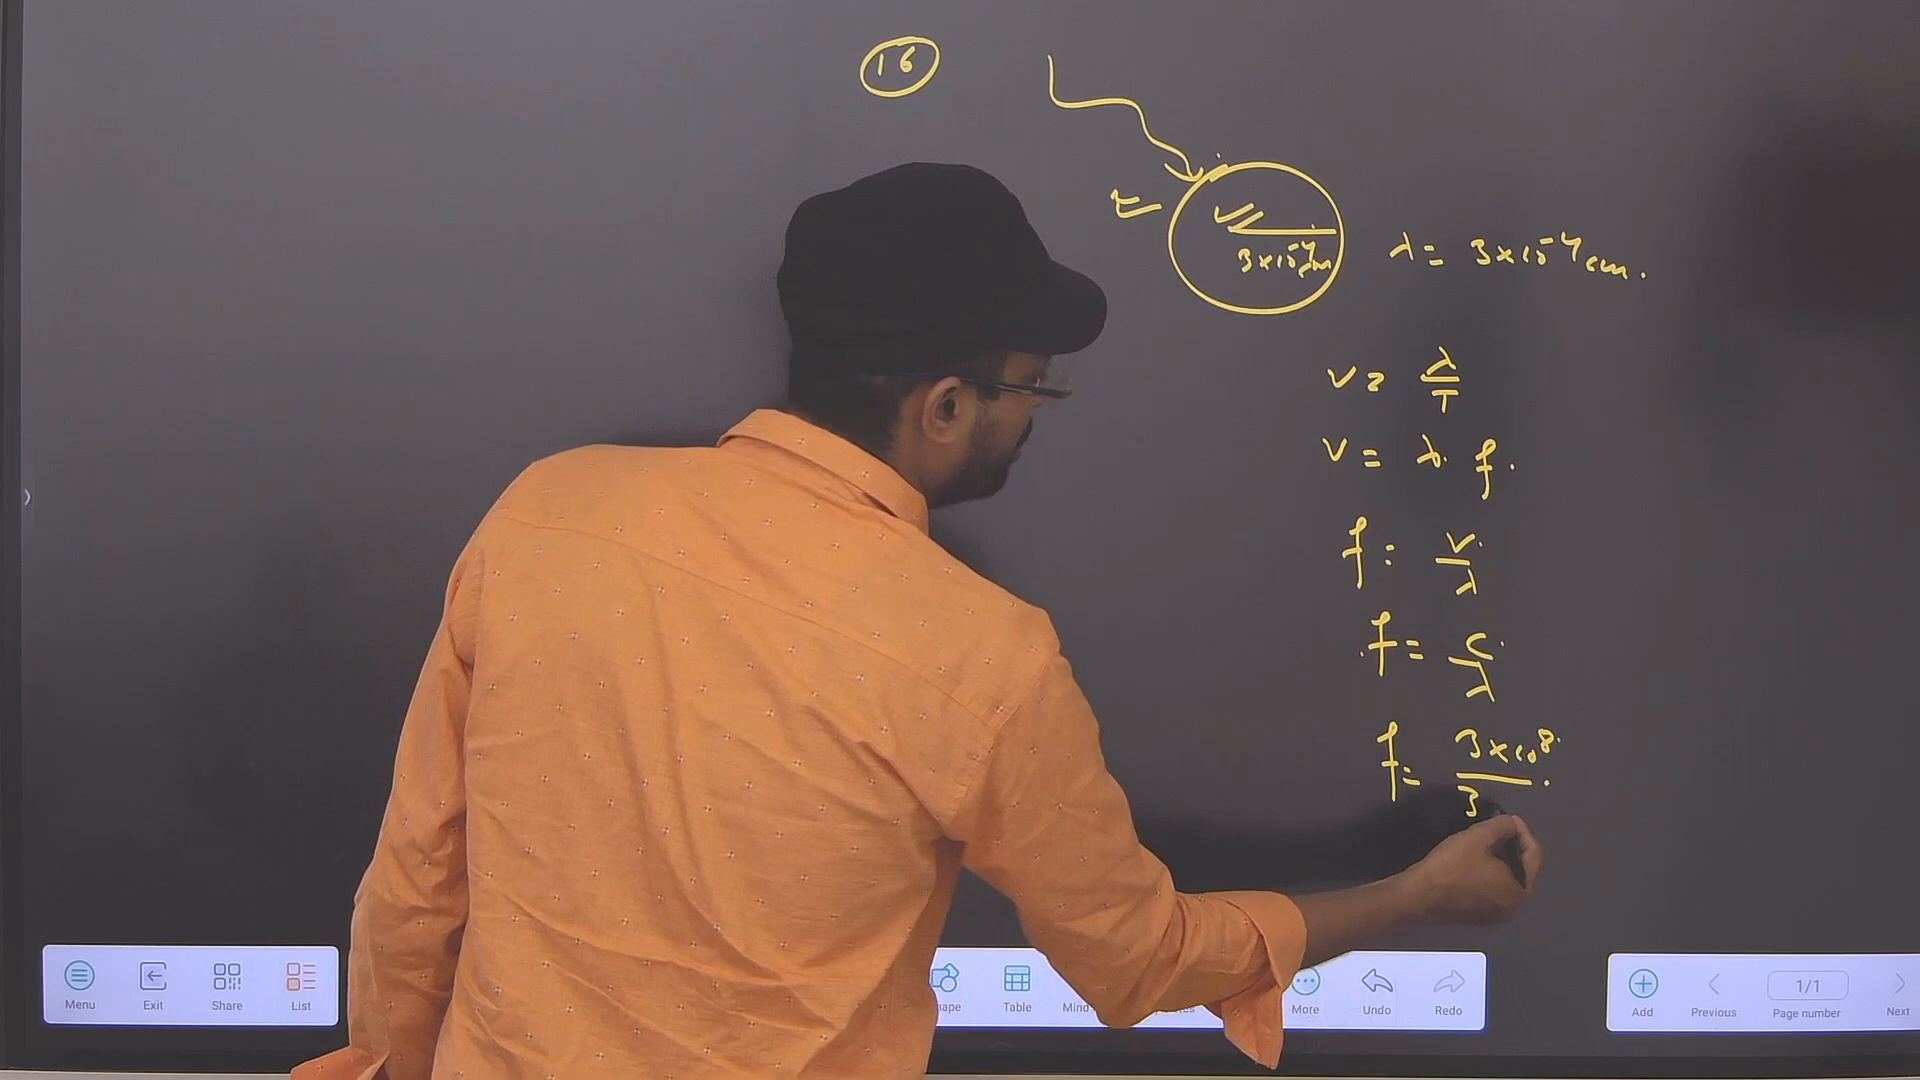 16
3×10⁻⁴cm
λ = 3×10⁻⁴cm.
v = λ/T
v = λ. f.
f = v/λ
f = c/λ
f = 3×10⁸/3
Menu Exit Share List
Table Mind More Undo Redo
Add Previous 1/1 Page number Next